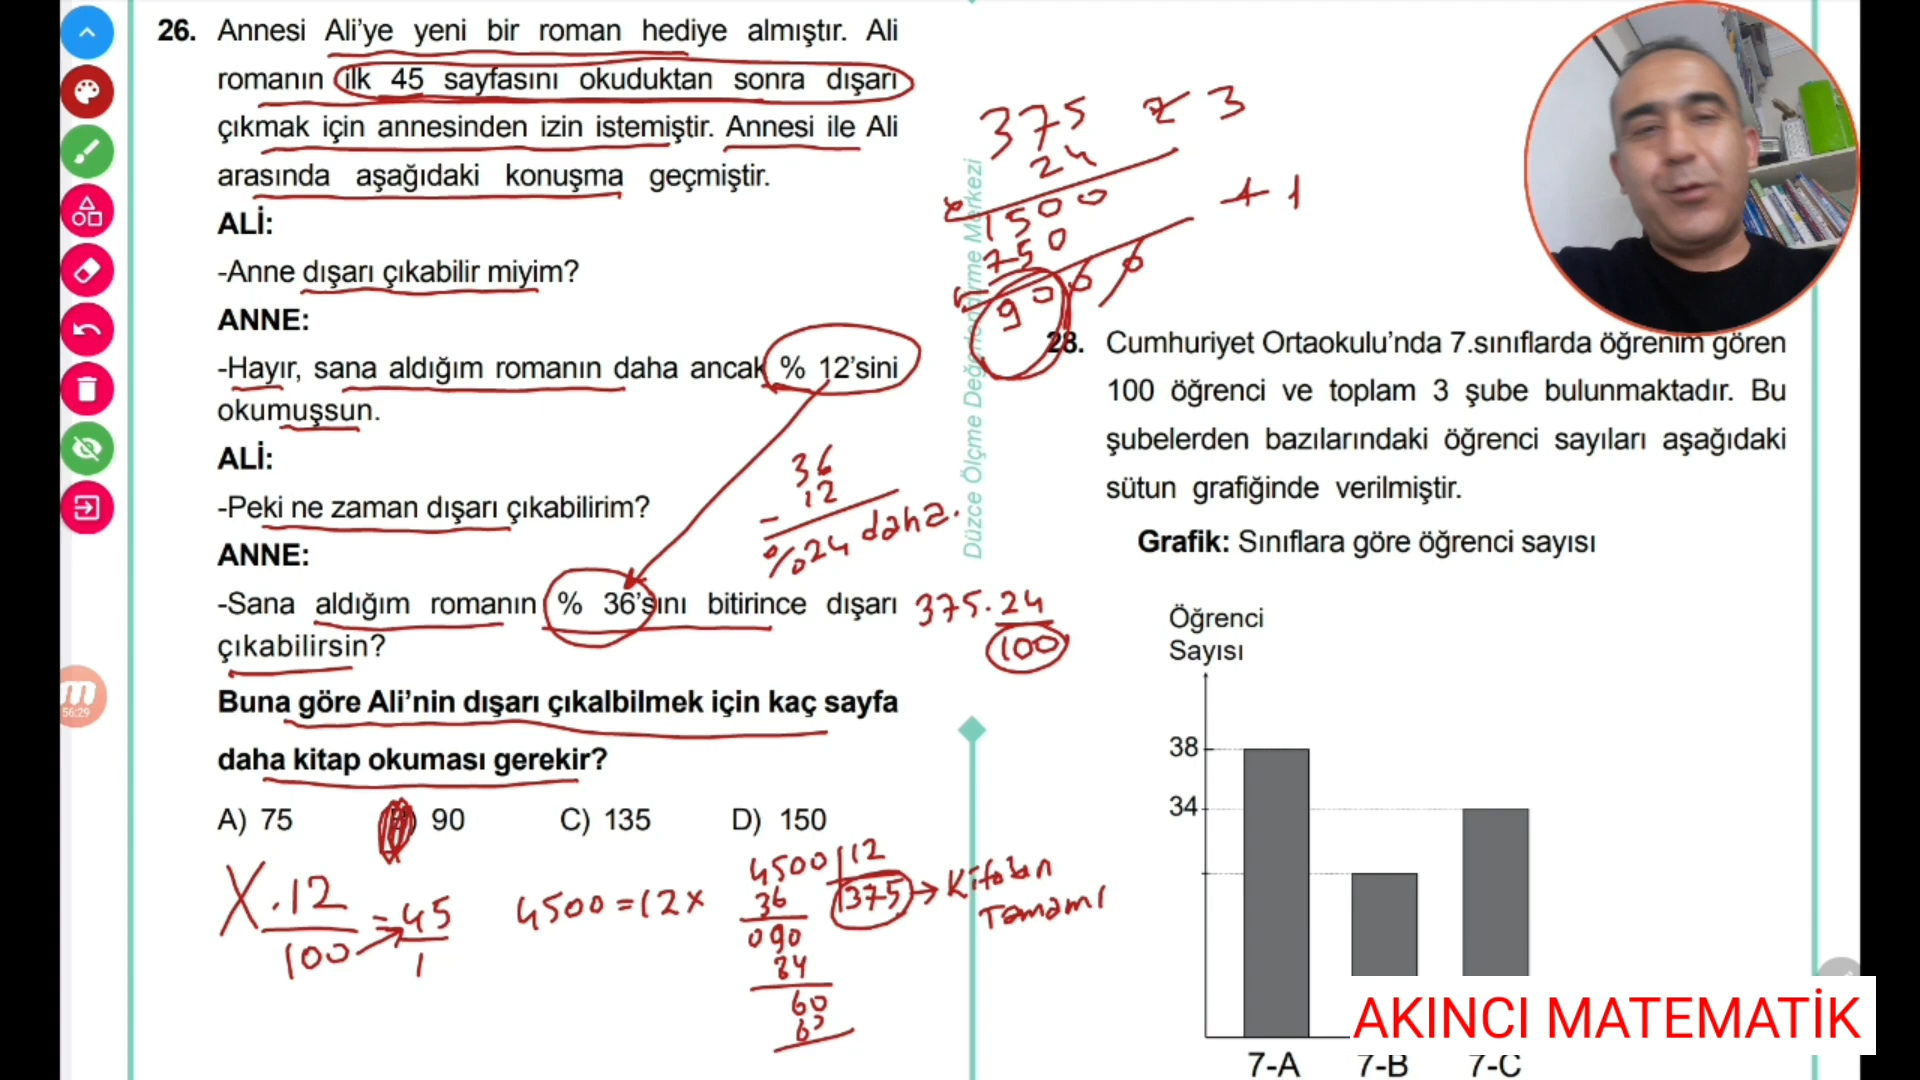 26. Annesi Ali'ye yeni bir roman hediye almıştır. Ali
romanın ilk 45 sayfasını okuduktan sonra dışarı
çıkmak için annesinden izin istemiştir. Annesi ile Ali
arasında aşağıdaki konuşma geçmiştir.
ALİ:
-Anne dışarı çıkabilir miyim?
ANNE:
-Hayır, sana aldığım romanın daha ancak % 12'sini
okumuşsun.
ALİ:
-Peki ne zaman dışarı çıkabilirim?
ANNE:
-Sana aldığım romanın % 36'sını bitirince dışarı
çıkabilirsin?
Buna göre Ali'nin dışarı çıkalbilmek için kaç sayfa
daha kitap okuması gerekir?
A) 75
90
C) 135
D) 150
36
12
-
%24 daha.
375.24
100
X.12
100
=45
1
4500=12x
4500 12
36 375 → Kitabın
Tamamı
090
84
60
375
24
x
1500
750
+
9000
3
+ 1
Düzce Ölçme Değerlendirme Merkezi
28. Cumhuriyet Ortaokulu'nda 7.sınıflarda öğrenim gören
100 öğrenci ve toplam 3 şube bulunmaktadır. Bu
şubelerden bazılarındaki öğrenci sayıları aşağıdaki
sütun grafiğinde verilmiştir.
Grafik: Sınıflara göre öğrenci sayısı
Öğrenci
Sayısı
38
34
7-A 7-B 7-C
AKINCI MATEMATİK
m
56:29